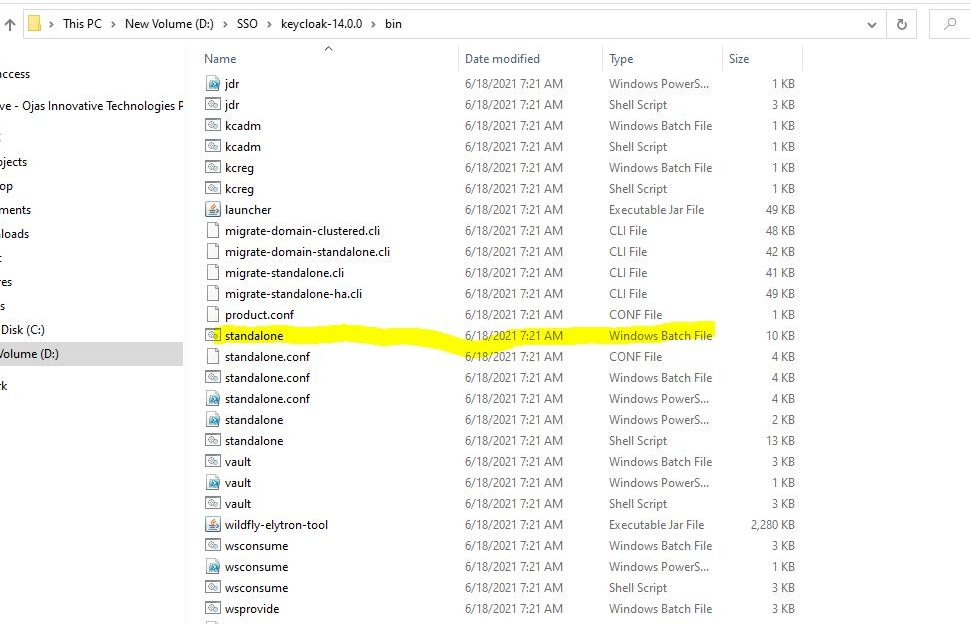 This PC > New Volume (D:) > SSO > keycloak-14.0.0 > bin
Name Date modified Type Size
ccess
ve - Ojas Innovative Technologies P
ojects
op
ments
loads
t
res
s
Disk (C:)
Volume (D:)
rk
jdr 6/18/2021 7:21 AM Windows PowerS... 1 KB
jdr 6/18/2021 7:21 AM Shell Script 3 KB
kcadm 6/18/2021 7:21 AM Windows Batch File 1 KB
kcadm 6/18/2021 7:21 AM Shell Script 1 KB
kcreg 6/18/2021 7:21 AM Windows Batch File 1 KB
kcreg 6/18/2021 7:21 AM Shell Script 1 KB
launcher 6/18/2021 7:21 AM Executable Jar File 49 KB
migrate-domain-clustered.cli 6/18/2021 7:21 AM CLI File 48 KB
migrate-domain-standalone.cli 6/18/2021 7:21 AM CLI File 42 KB
migrate-standalone.cli 6/18/2021 7:21 AM CLI File 41 KB
migrate-standalone-ha.cli 6/18/2021 7:21 AM CLI File 49 KB
product.conf 6/18/2021 7:21 AM CONF File 1 KB
standalone 6/18/2021 7:21 AM Windows Batch File 10 KB
standalone.conf 6/18/2021 7:21 AM CONF File 4 KB
standalone.conf 6/18/2021 7:21 AM Windows Batch File 4 KB
standalone.conf 6/18/2021 7:21 AM Windows PowerS... 4 KB
standalone 6/18/2021 7:21 AM Windows PowerS... 2 KB
standalone 6/18/2021 7:21 AM Shell Script 13 KB
vault 6/18/2021 7:21 AM Windows Batch File 3 KB
vault 6/18/2021 7:21 AM Windows PowerS... 1 KB
vault 6/18/2021 7:21 AM Shell Script 3 KB
wildfly-elytron-tool 6/18/2021 7:21 AM Executable Jar File 2,280 KB
wsconsume 6/18/2021 7:21 AM Windows Batch File 3 KB
wsconsume 6/18/2021 7:21 AM Windows PowerS... 1 KB
wsconsume 6/18/2021 7:21 AM Shell Script 3 KB
wsprovide 6/18/2021 7:21 AM Windows Batch File 3 KB